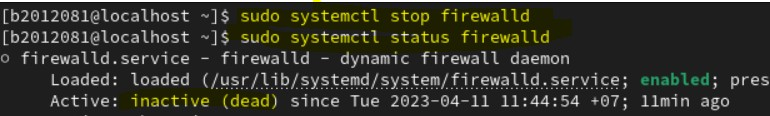 [b2012081@localhost ~]$ sudo systemctl stop firewalld
[b2012081@localhost ~]$ sudo systemctl status firewalld
○ firewalld.service - firewalld - dynamic firewall daemon
Loaded: loaded (/usr/lib/systemd/system/firewalld.service; enabled; pres
Active: inactive (dead) since Tue 2023-04-11 11:44:54 +07; 11min ago